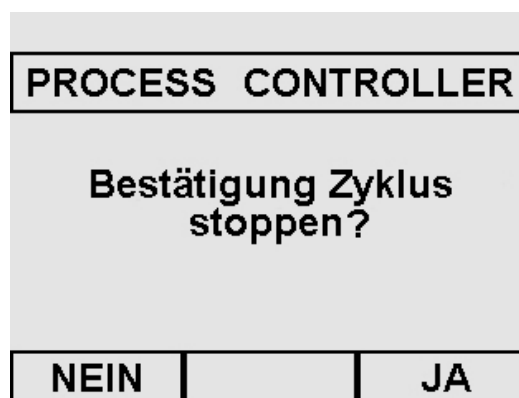 PROCESS CONTROLLER
Bestätigung Zyklus
stoppen?
NEIN JA